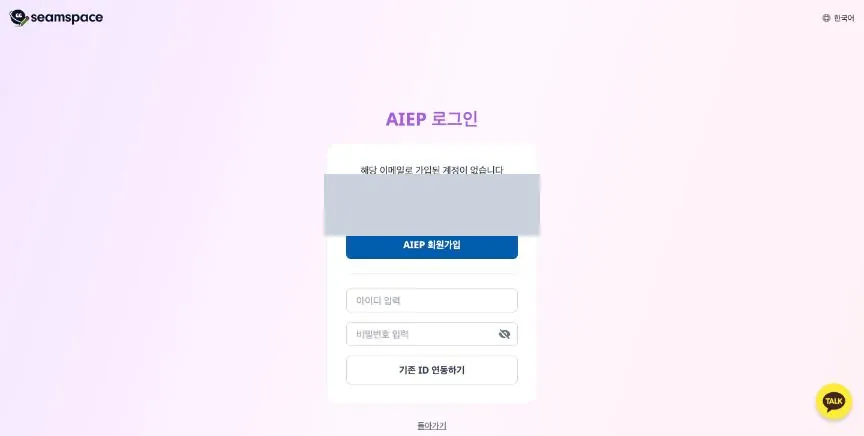 seamspace
한국어
AIEP 로그인
해당 이메일로 가입된 계정이 없습니다
AIEP 회원가입
아이디 입력
비밀번호 입력
기존 ID 연동하기
돌아가기
TALK